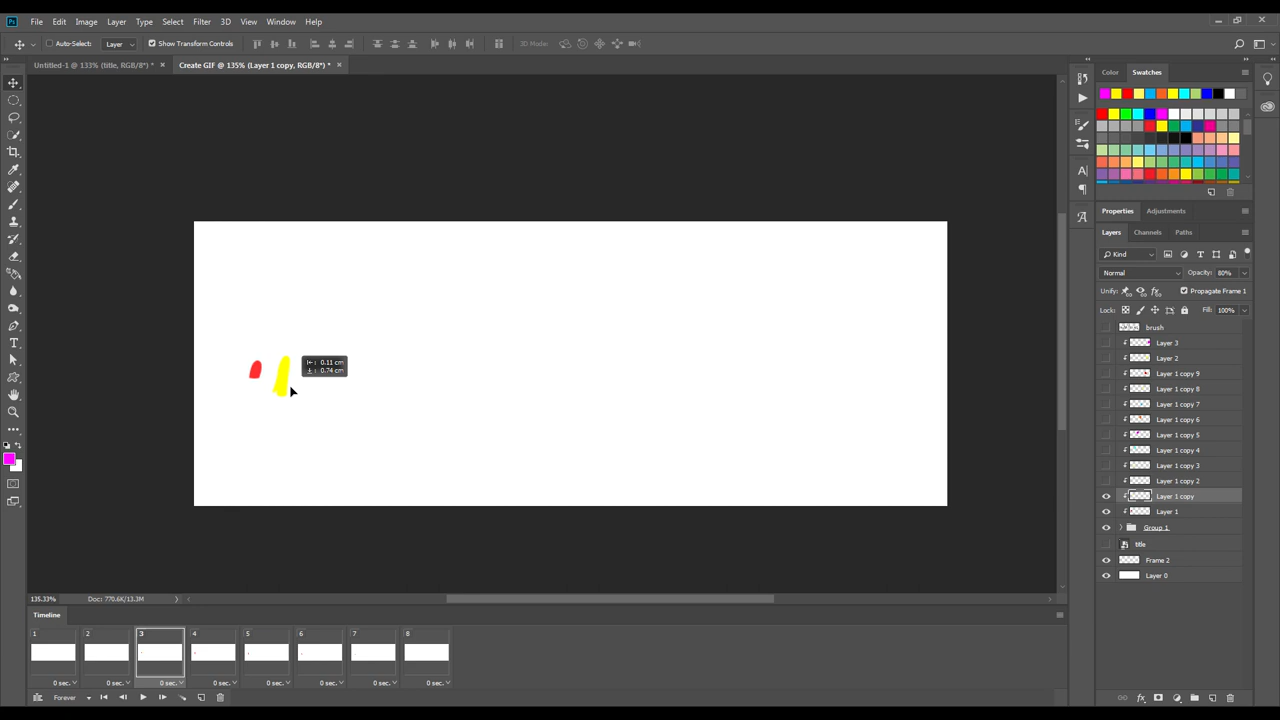 Ps File Edit Image Layer Type Select Filter 3D View Window Help
Auto-Select: Layer Show Transform Controls 3D Mode:
Untitled-1 @ 133% (title, RGB/8*) * × Create GIF @ 135% (Layer 1 copy, RGB/8*) * ×
Color Swatches
Properties Adjustments
Layers Channels Paths
Kind
Normal Opacity: 80%
Unify: Propagate Frame 1
Lock: Fill: 100%
brush
Layer 3
Layer 2
Layer 1 copy 9
Layer 1 copy 8
Layer 1 copy 7
Layer 1 copy 6
Layer 1 copy 5
Layer 1 copy 4
Layer 1 copy 3
Layer 1 copy 2
Layer 1 copy
Layer 1
Group 1
title
Frame 2
Layer 0
: 0.11 cm
: 0.74 cm
135.33% Doc: 770.6K/13.3M
Timeline
1 2 3 4 5 6 7 8
0 sec. 0 sec. 0 sec. 0 sec. 0 sec. 0 sec. 0 sec. 0 sec.
Forever